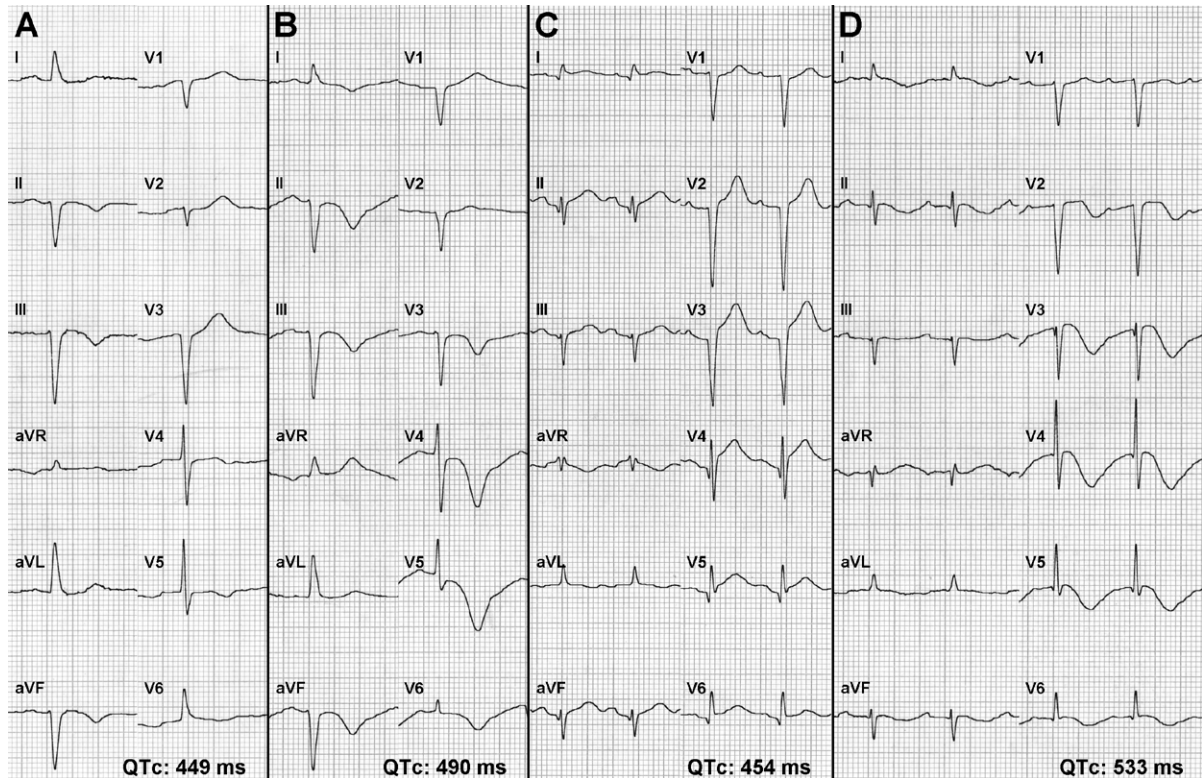 A B C D
I V1 I V1 I V1 I V1
II V2 II V2 II V2 II V2
III V3 III V3 III V3 III V3
aVR V4 aVR V4 aVR V4 aVR V4
aVL V5 aVL V5 aVL V5 aVL V5
aVF V6 aVF V6 aVF V6 aVF V6
QTc: 449 ms QTc: 490 ms QTc: 454 ms QTc: 533 ms